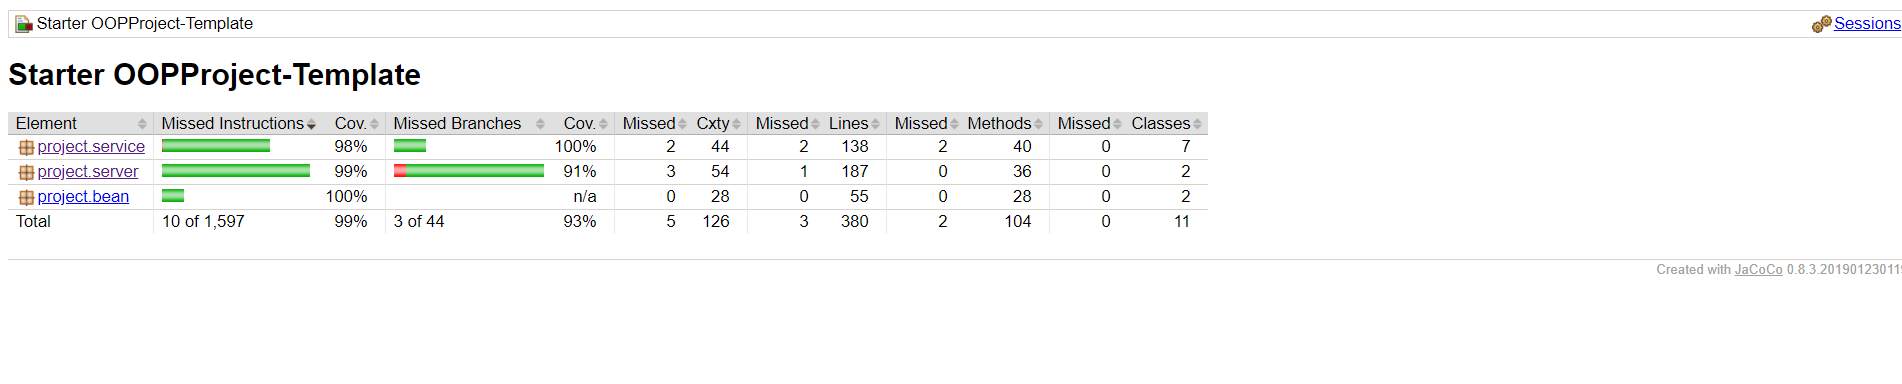 Starter OOPProject-Template Sessions
Starter OOPProject-Template
Element Missed Instructions Cov. Missed Branches Cov. Missed Cxty Missed Lines Missed Methods Missed Classes
project.service 98% 100% 2 44 2 138 2 40 0 7
project.server 99% 91% 3 54 1 187 0 36 0 2
project.bean 100% n/a 0 28 0 55 0 28 0 2
Total 10 of 1,597 99% 3 of 44 93% 5 126 3 380 2 104 0 11
Created with JaCoCo 0.8.3.201901230119